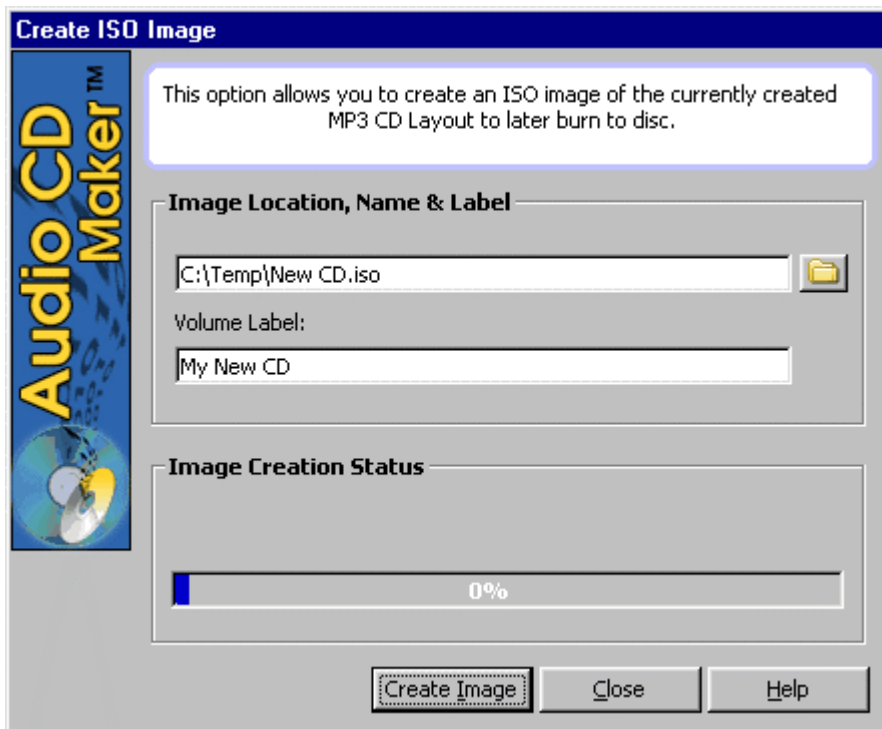 Create ISO Image
Audio CD
Maker™
This option allows you to create an ISO image of the currently created
MP3 CD Layout to later burn to disc.
Image Location, Name & Label
C:\Temp\New CD.iso
Volume Label:
My New CD
Image Creation Status
0%
Create Image
Close
Help